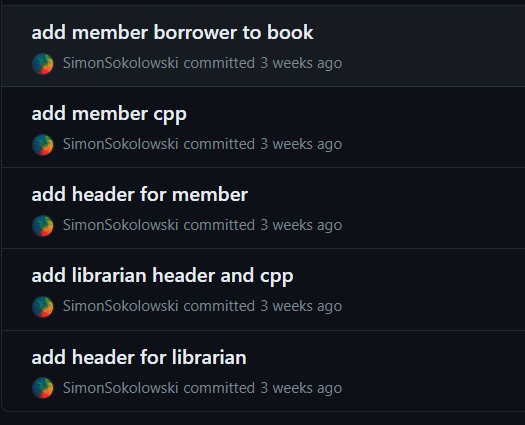 add member borrower to book
SimonSokolowski committed 3 weeks ago
add member cpp
SimonSokolowski committed 3 weeks ago
add header for member
SimonSokolowski committed 3 weeks ago
add librarian header and cpp
SimonSokolowski committed 3 weeks ago
add header for librarian
SimonSokolowski committed 3 weeks ago